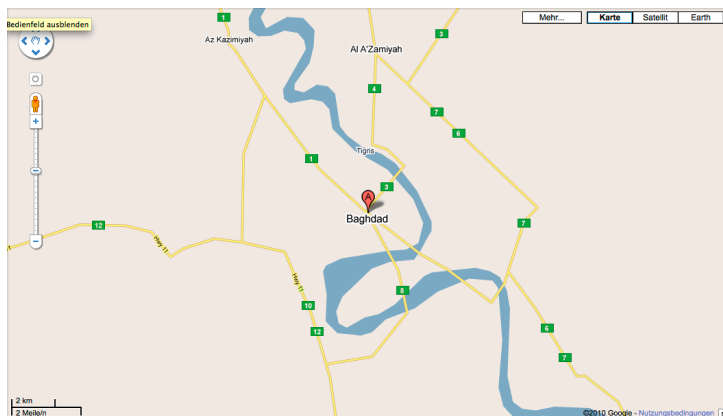 Bedienfeld ausblenden
1
Mehr...
Karte
Satellit
Earth
Az Kazimiyah
Al A'Zamiyah
3
4
7
6
Tigris
1
3
A
Baghdad
12
Hwy 11
7
Hwy 11
8
10
12
6
7
2 km
2 Meile/n
©2010 Google - Nutzungsbedingungen